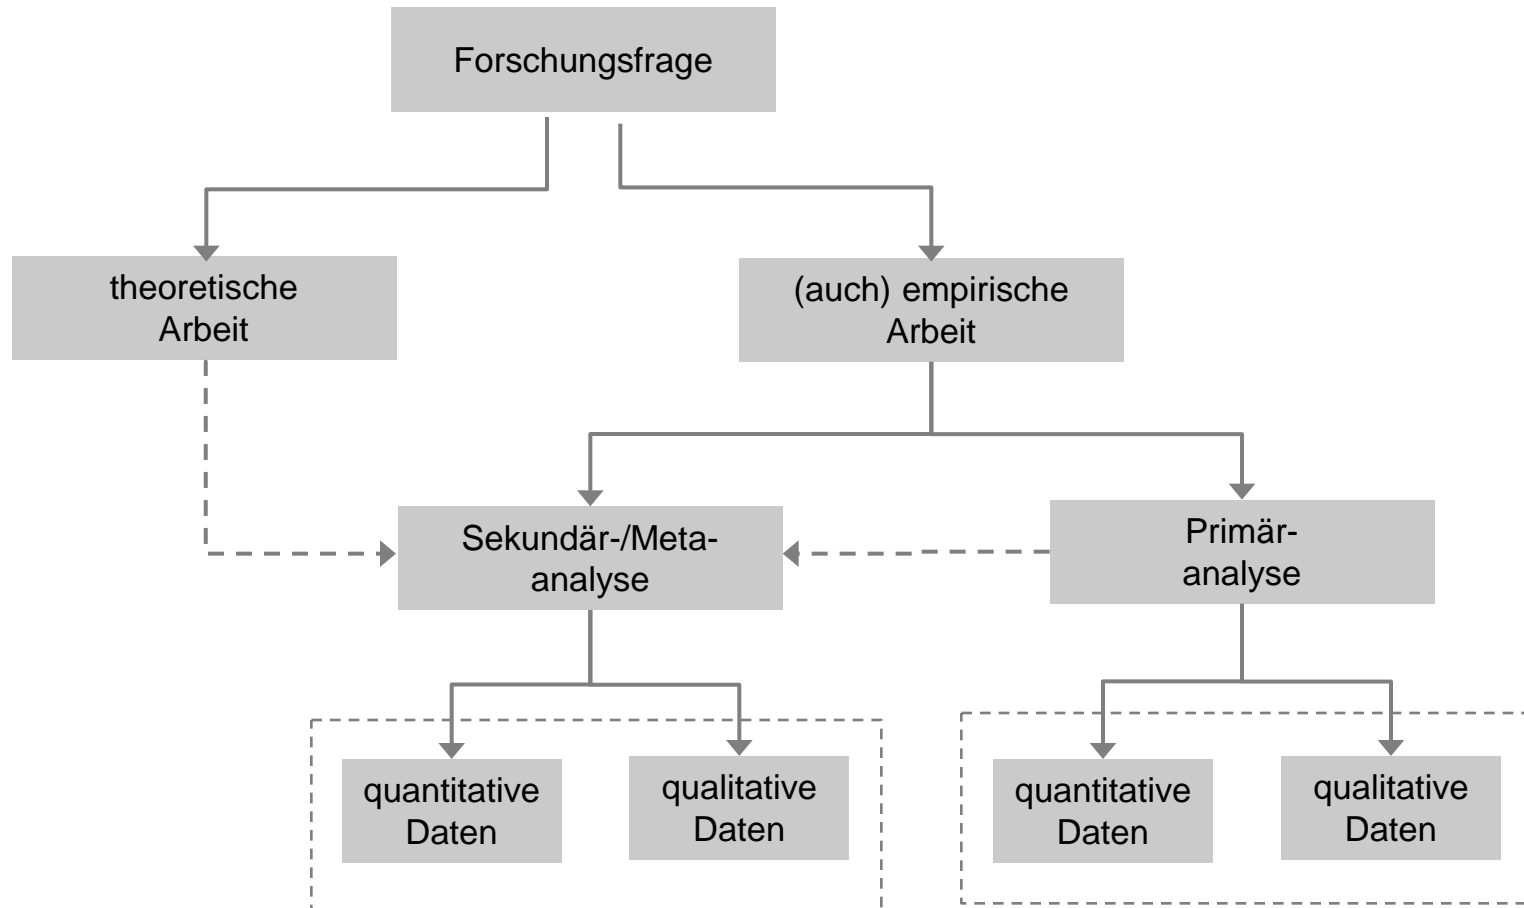 Forschungsfrage
theoretische
Arbeit
(auch) empirische
Arbeit
Sekundär-/Meta-
analyse
Primär-
analyse
quantitative
Daten
qualitative
Daten
quantitative
Daten
qualitative
Daten